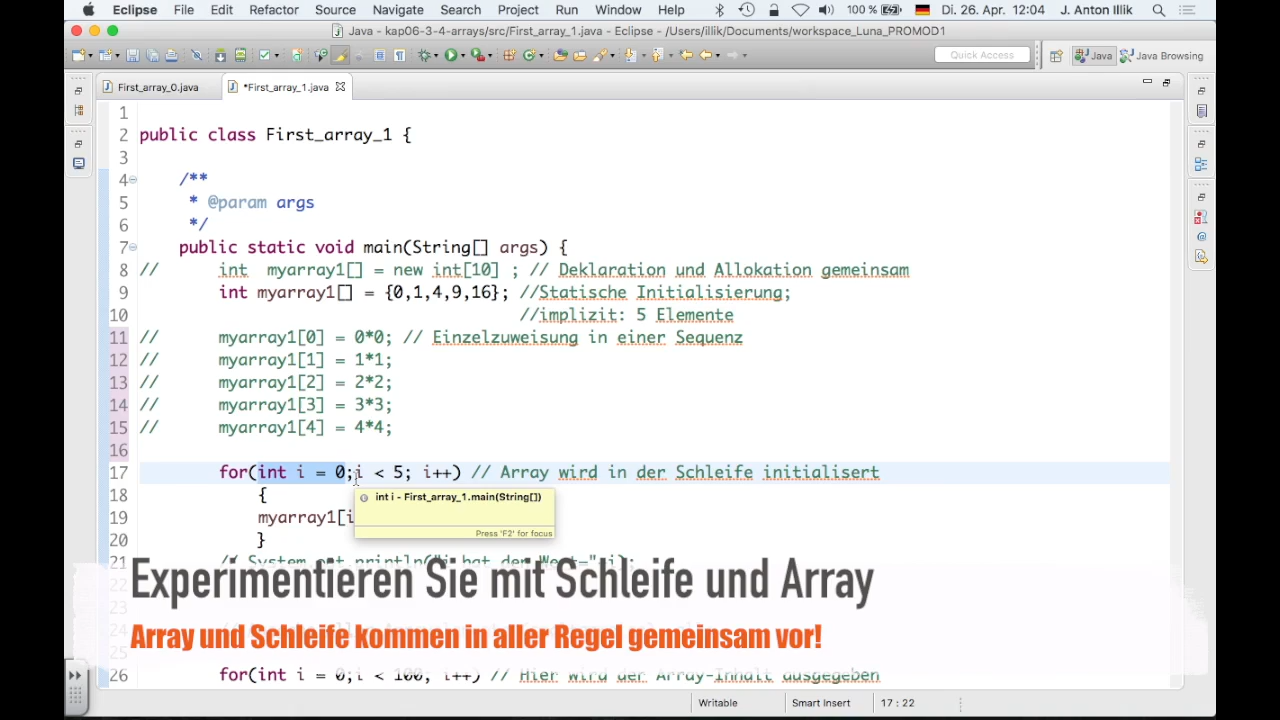 Eclipse File Edit Refactor Source Navigate Search Project Run Window Help 100 % Di. 26. Apr. 12:04 J. Anton Illik
Java - kap06-3-4-arrays/src/First_array_1.java - Eclipse - /Users/illik/Documents/workspace_Luna_PROMOD1
Quick Access Java Java Browsing
First_array_0.java *First_array_1.java
1
2 public class First_array_1 {
3
4 /**
5 * @param args
6 */
7 public static void main(String[] args) {
8 // int myarray1[] = new int[10] ; // Deklaration und Allokation gemeinsam
9 int myarray1[] = {0,1,4,9,16}; //Statische Initialisierung;
10 //implizit: 5 Elemente
11 // myarray1[0] = 0*0; // Einzelzuweisung in einer Sequenz
12 // myarray1[1] = 1*1;
13 // myarray1[2] = 2*2;
14 // myarray1[3] = 3*3;
15 // myarray1[4] = 4*4;
16
17 for(int i = 0;i < 5; i++) // Array wird in der Schleife initialisert
18 {
int i - First_array_1.main(String[])
19 myarray1[i
Press 'F2' for focus
20 }
21
Experimentieren Sie mit Schleife und Array
Array und Schleife kommen in aller Regel gemeinsam vor!
26 for(int i = 0;i < 100, i++) // Hier wird der Array-Inhalt ausgegeben
Writable Smart Insert 17 : 22